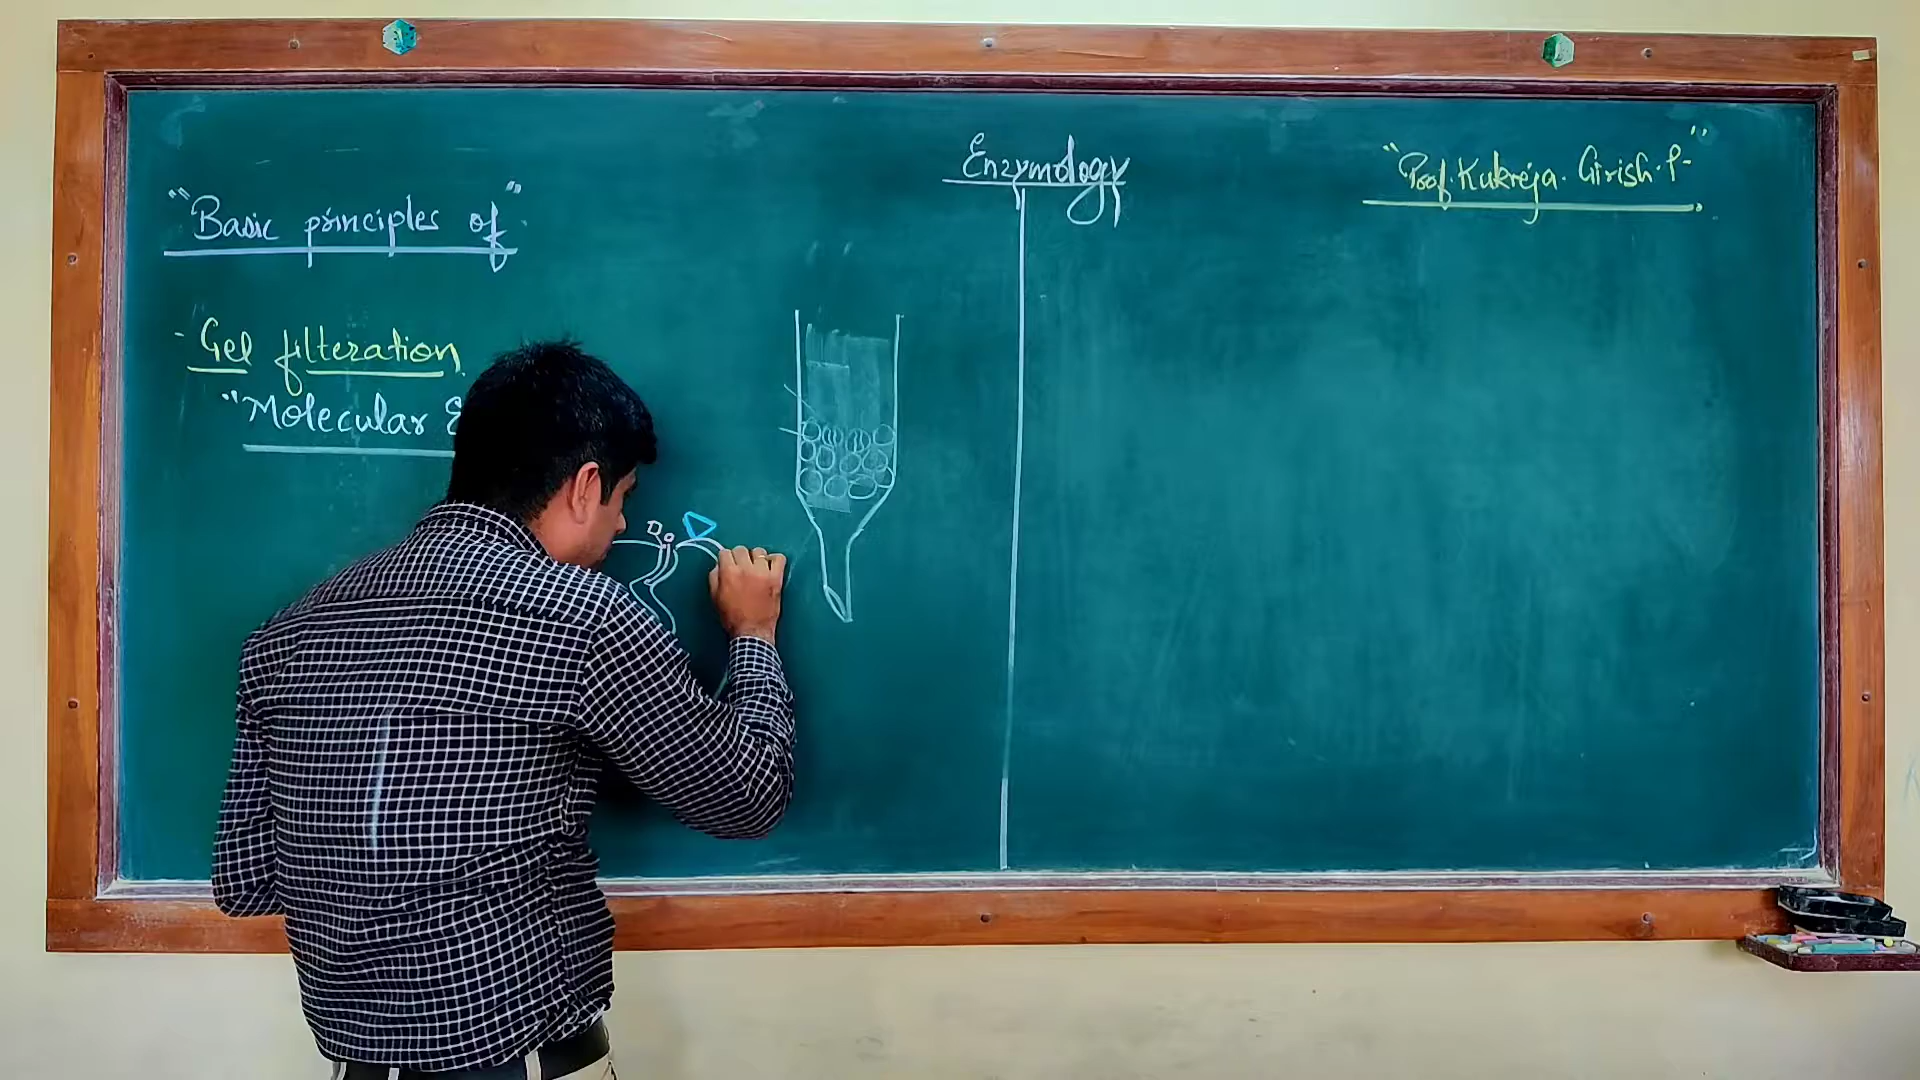 Enzymology
"Prof. Kukreja. Girish. P-"
"Basic principles of"
- Gel filteration
"Molecular